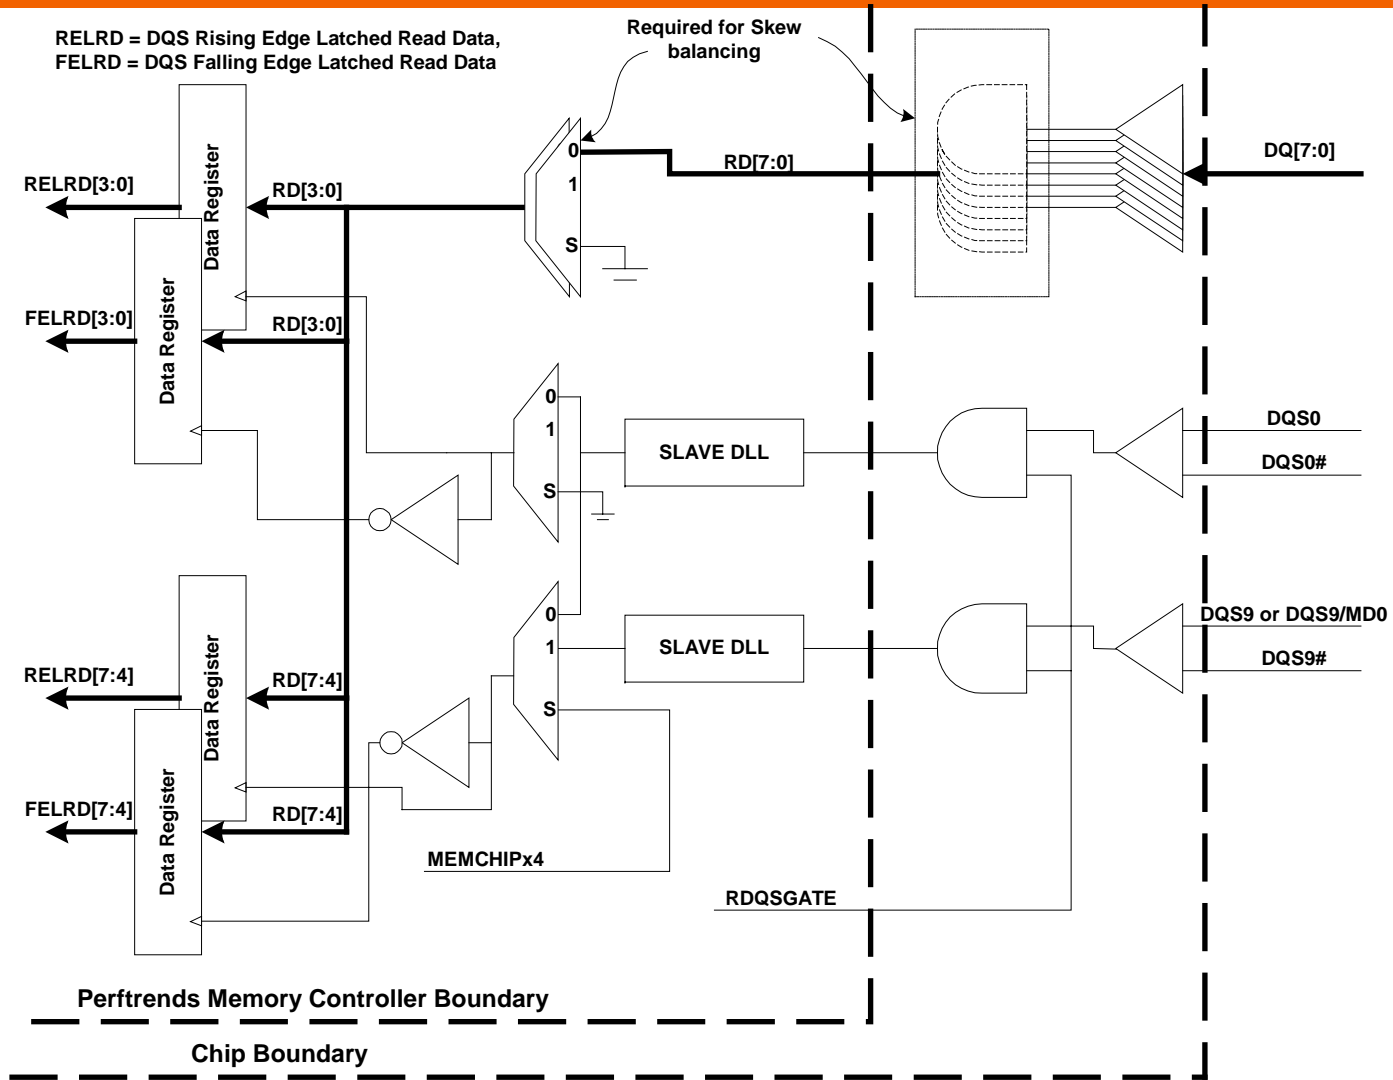 RELRD = DQS Rising Edge Latched Read Data,
FELRD = DQS Falling Edge Latched Read Data
Required for Skew
balancing
0
1
S
RD[7:0]
DQ[7:0]
RELRD[3:0]
Data Register
RD[3:0]
FELRD[3:0]
Data Register
RD[3:0]
0
1
S
SLAVE DLL
DQS0
DQS0#
0
1
S
SLAVE DLL
DQS9 or DQS9/MD0
DQS9#
RELRD[7:4]
Data Register
RD[7:4]
FELRD[7:4]
Data Register
RD[7:4]
MEMCHIPx4
RDQSGATE
Perftrends Memory Controller Boundary
Chip Boundary